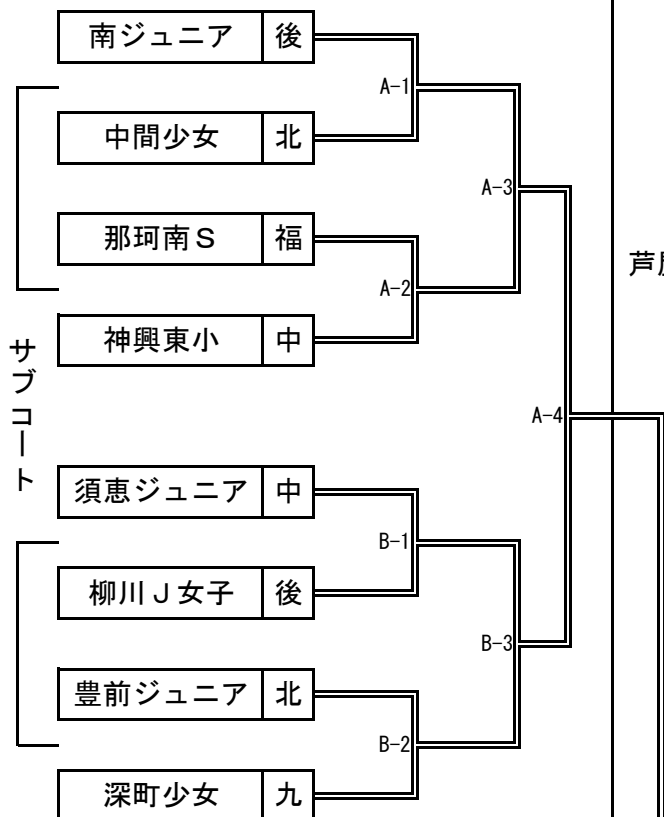 南ジュニア 後
A-1
中間少女 北
A-3
那珂南S 福
A-2
神興東小 中
サブコート
A-4
須恵ジュニア 中
B-1
柳川J女子 後
B-3
豊前ジュニア 北
B-2
深町少女 九
芦